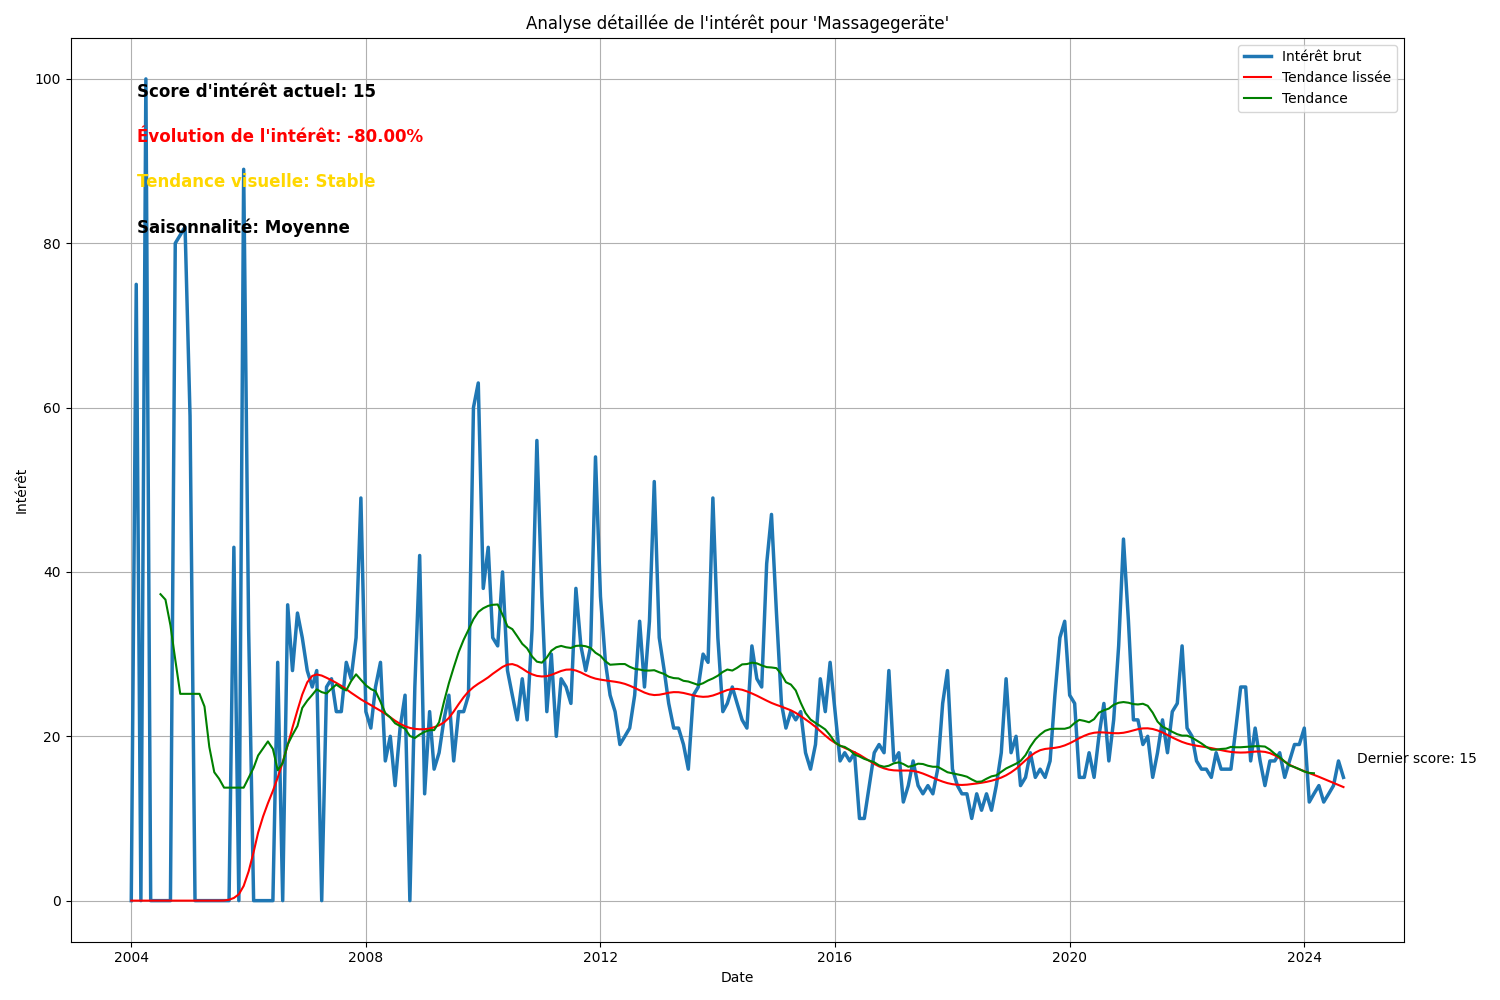 Analyse détaillée de l'intérêt pour 'Massagegeräte'
Intérêt brut
Tendance lissée
Tendance
Score d'intérêt actuel: 15
Évolution de l'intérêt: -80.00%
Tendance visuelle: Stable
Saisonnalité: Moyenne
100
80
60
40
20
0
Intérêt
Dernier score: 15
2004
2008
2012
2016
2020
2024
Date